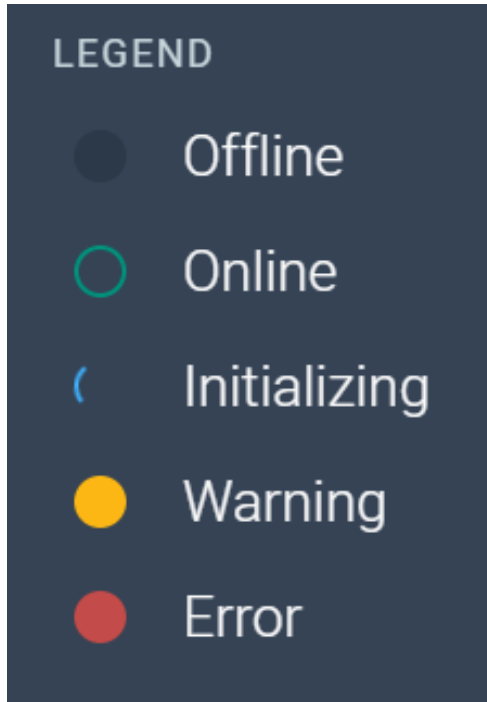 LEGEND
Offline
Online
Initializing
Warning
Error